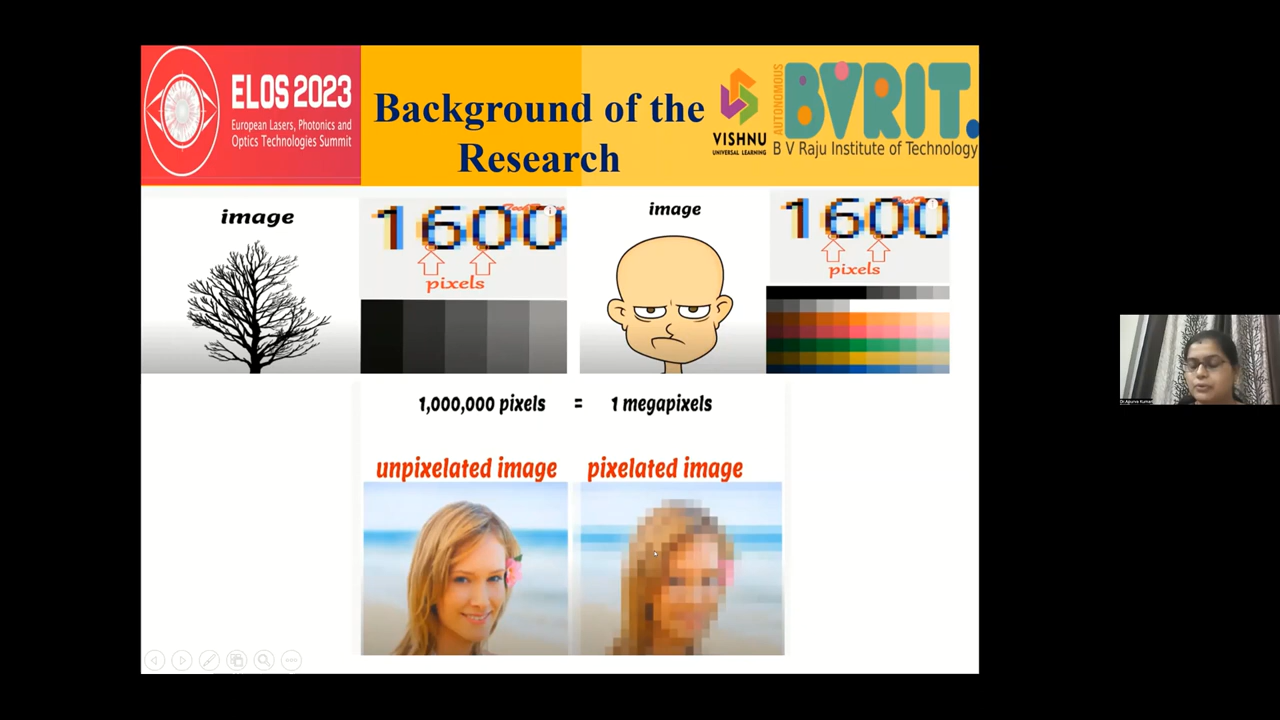 ELOS 2023
European Lasers, Photonics and
Optics Technologies Summit
Background of the
Research
VISHNU
UNIVERSAL LEARNING
AUTONOMOUS
BVRIT.
B V Raju Institute of Technology
image
1600
pixels
image
1600
pixels
1,000,000 pixels = 1 megapixels
unpixelated image
pixelated image